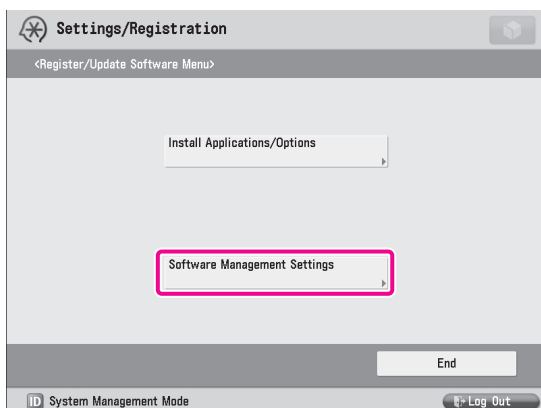 Settings/Registration
<Register/Update Software Menu>
Install Applications/Options
Software Management Settings
End
ID System Management Mode
Log Out